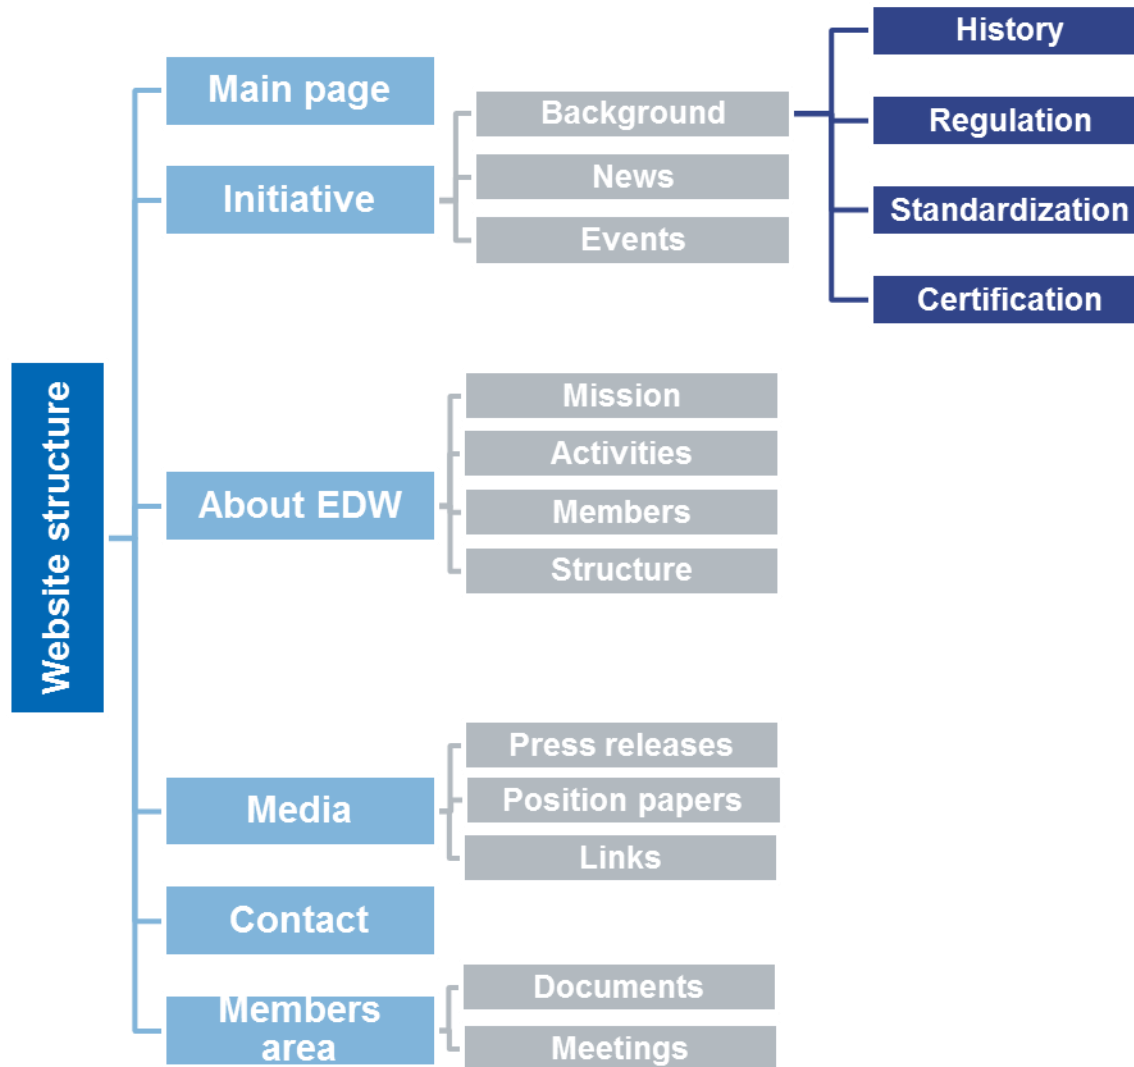 Website structure
Main page
Initiative
Background
News
Events
History
Regulation
Standardization
Certification
About EDW
Mission
Activities
Members
Structure
Media
Press releases
Position papers
Links
Contact
Members
area
Documents
Meetings